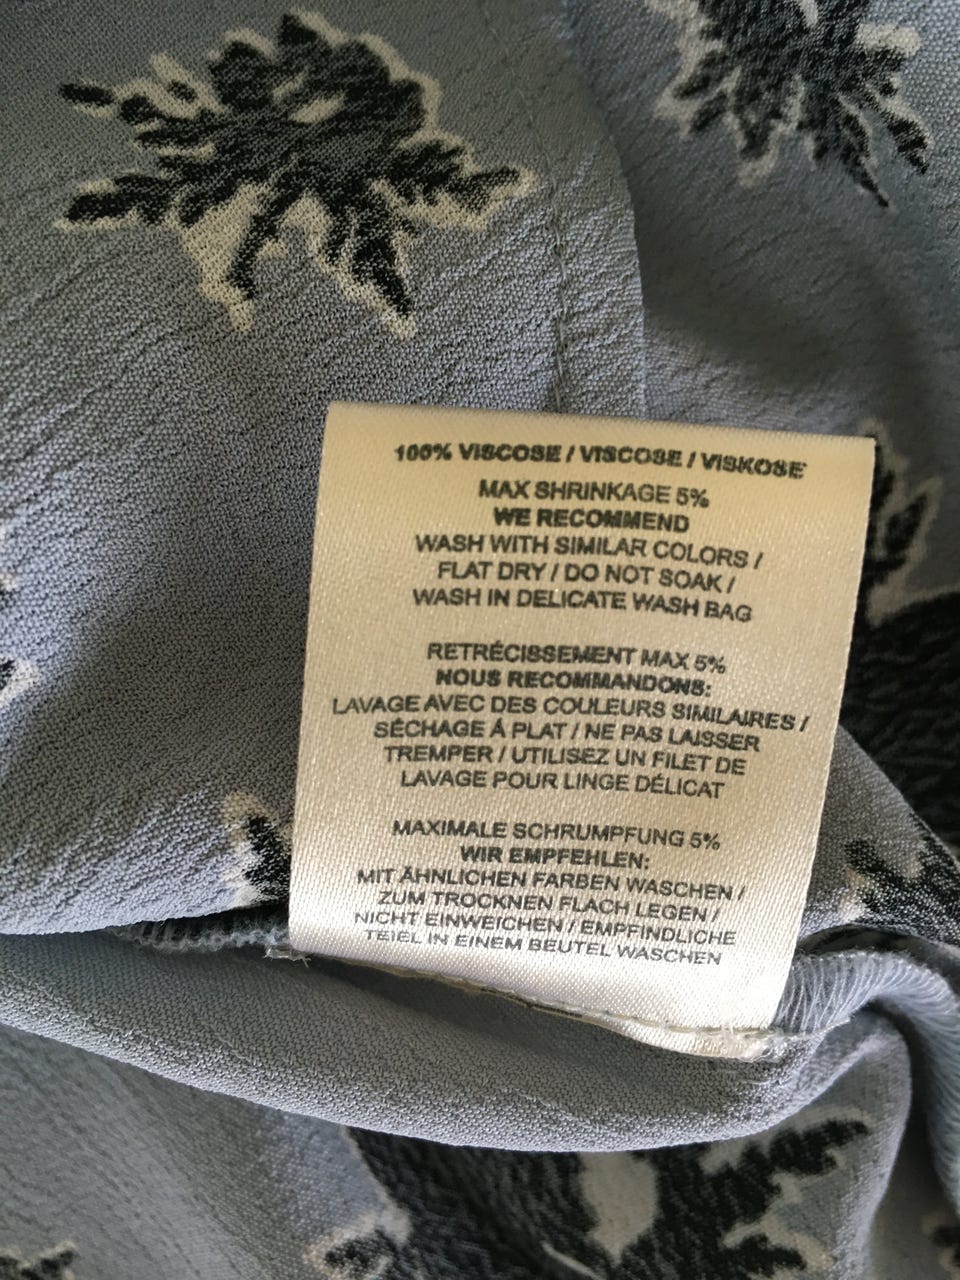 100% VISCOSE / VISCOSE / VISKOSE
MAX SHRINKAGE 5%
WE RECOMMEND
WASH WITH SIMILAR COLORS /
FLAT DRY / DO NOT SOAK /
WASH IN DELICATE WASH BAG
RETRÉCISSEMENT MAX 5%
NOUS RECOMMANDONS:
LAVAGE AVEC DES COULEURS SIMILAIRES /
SÉCHAGE À PLAT / NE PAS LAISSER
TREMPER / UTILISEZ UN FILET DE
LAVAGE POUR LINGE DÉLICAT
MAXIMALE SCHRUMPFUNG 5%
WIR EMPFEHLEN:
MIT ÄHNLICHEN FARBEN WASCHEN /
ZUM TROCKNEN FLACH LEGEN /
NICHT EINWEICHEN / EMPFINDLICHE
TEIEL IN EINEM BEUTEL WASCHEN